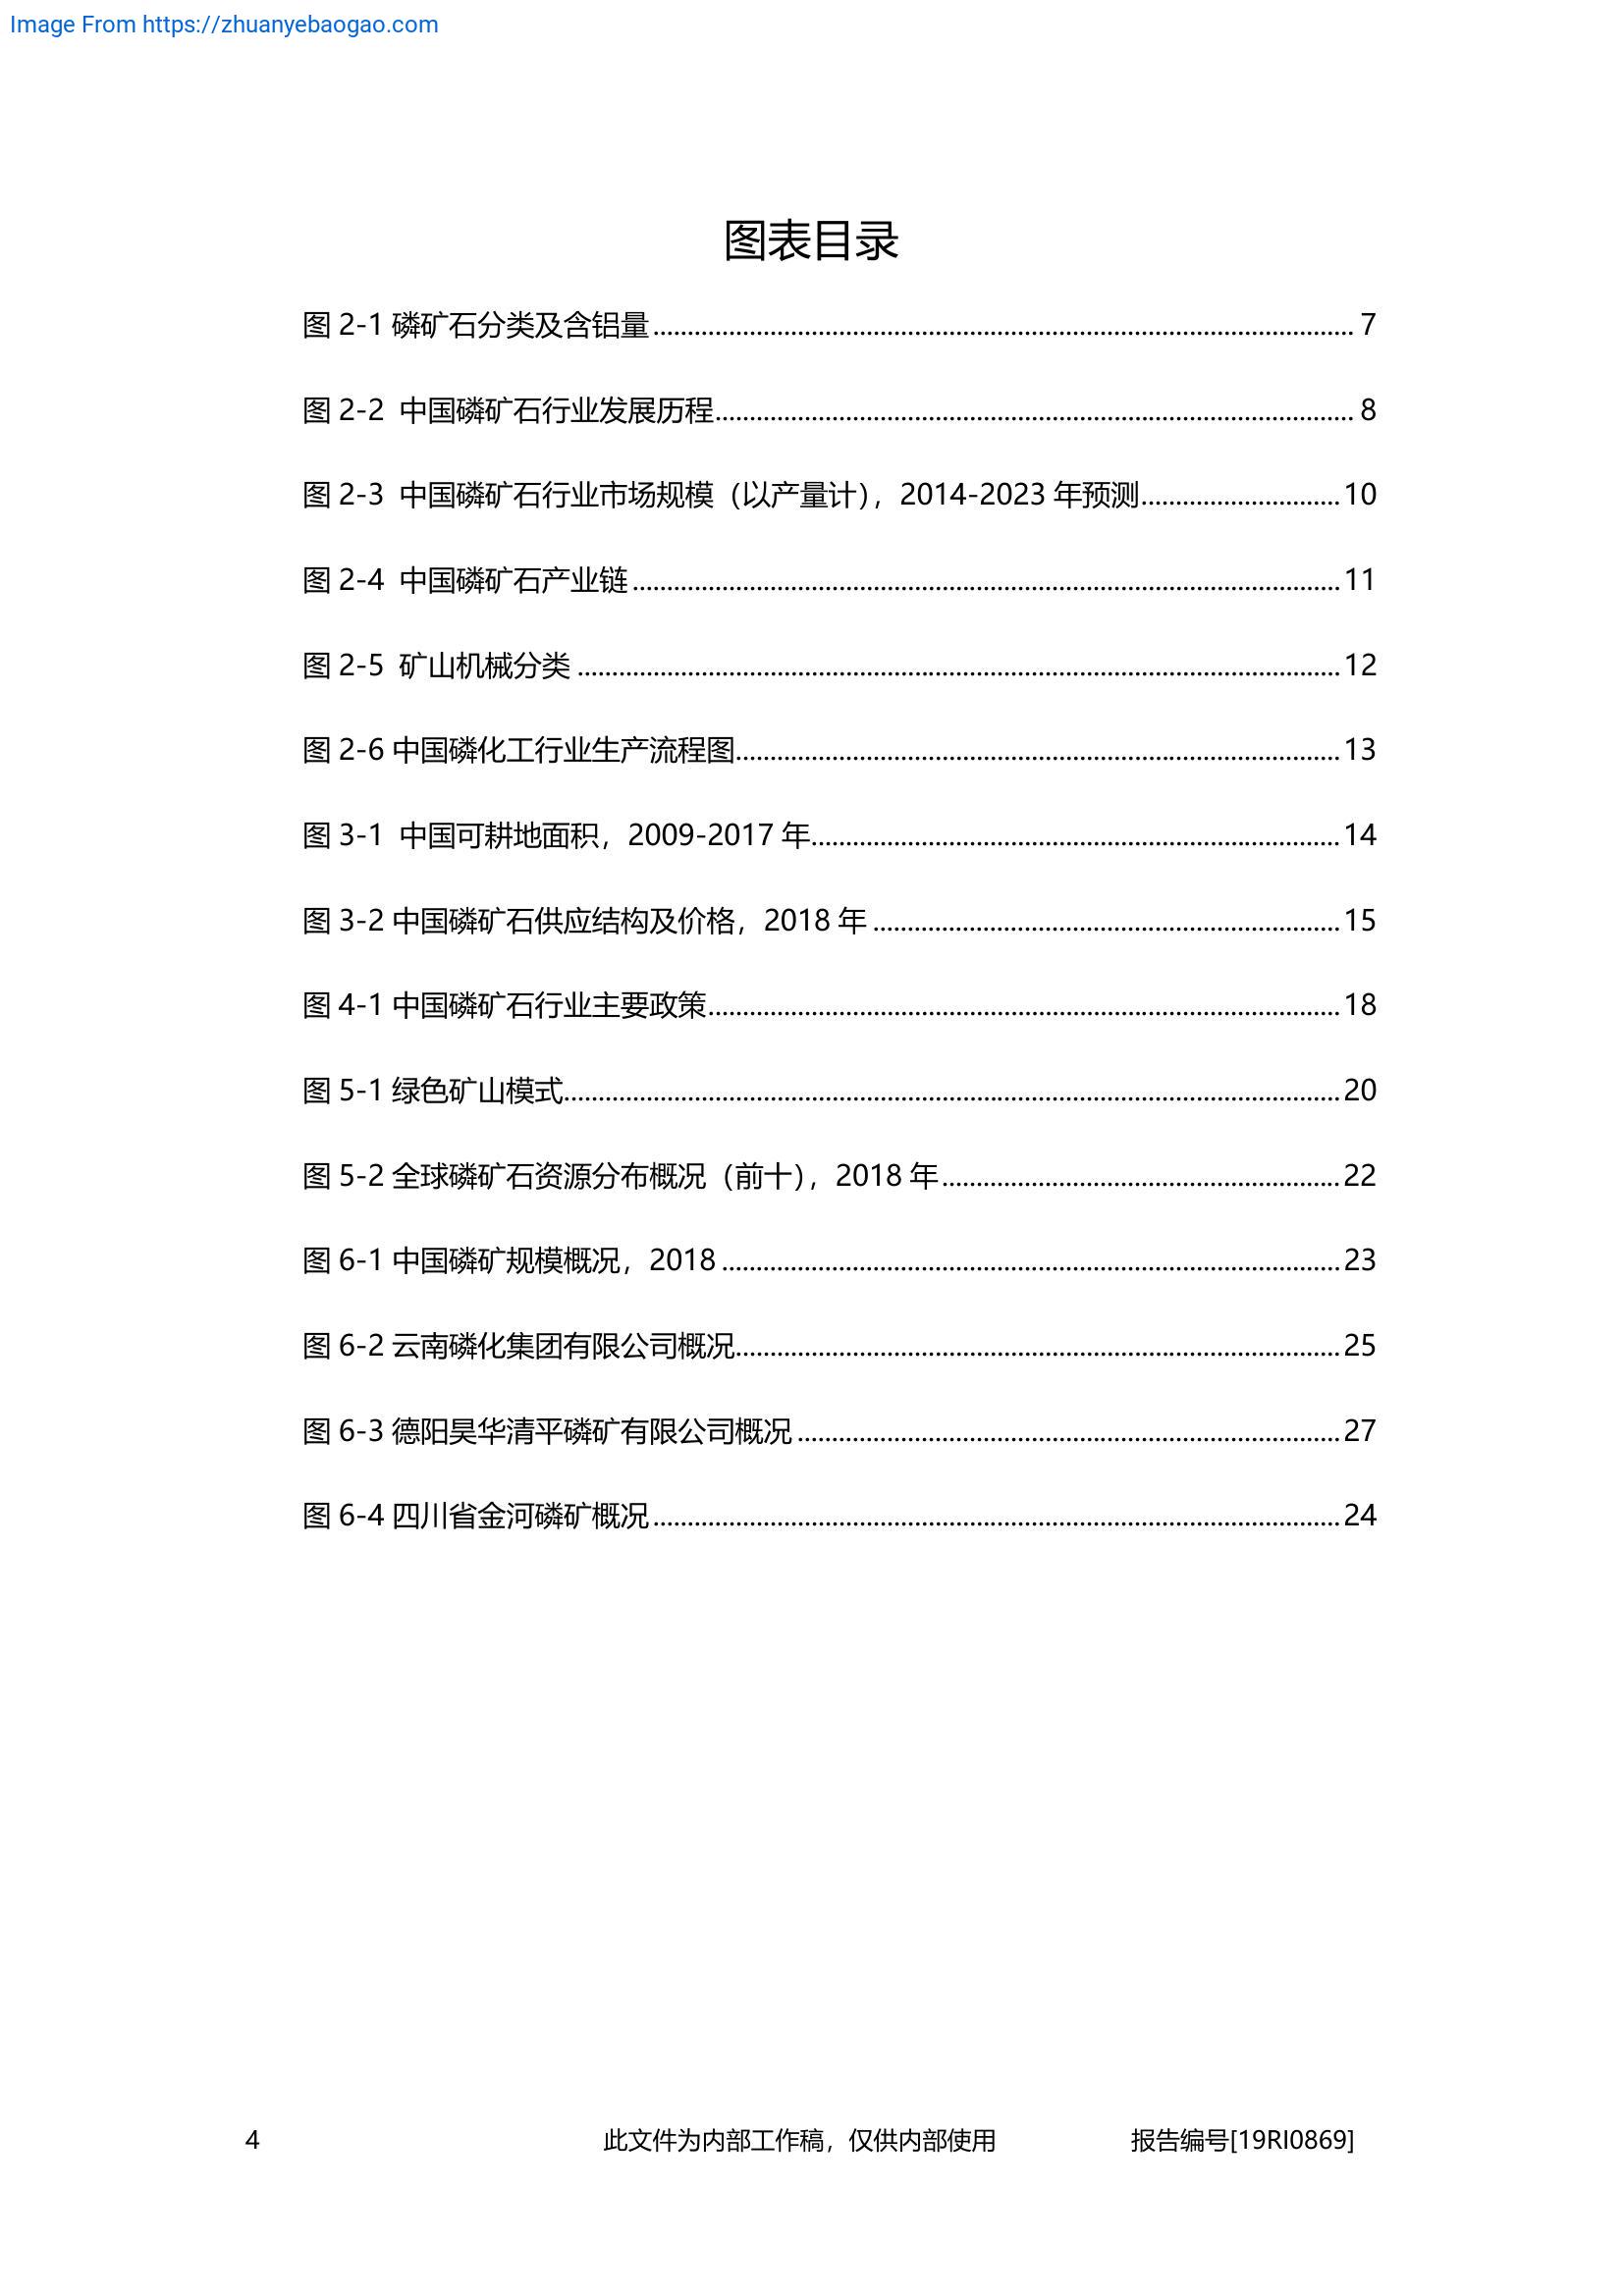 Image From https://zhuanyebaogao.com
图表目录
图 2-1 磷矿石分类及含铝量........................................ 7
图 2-2 中国磷矿石行业发展历程........................................ 8
图 2-3 中国磷矿石行业市场规模（以产量计），2014-2023 年预测........................................ 10
图 2-4 中国磷矿石产业链........................................ 11
图 2-5 矿山机械分类........................................ 12
图 2-6 中国磷化工行业生产流程图........................................ 13
图 3-1 中国可耕地面积，2009-2017 年........................................ 14
图 3-2 中国磷矿石供应结构及价格，2018 年........................................ 15
图 4-1 中国磷矿石行业主要政策........................................ 18
图 5-1 绿色矿山模式........................................ 20
图 5-2 全球磷矿石资源分布概况（前十），2018 年........................................ 22
图 6-1 中国磷矿规模概况，2018........................................ 23
图 6-2 云南磷化集团有限公司概况........................................ 25
图 6-3 德阳昊华清平磷矿有限公司概况........................................ 27
图 6-4 四川省金河磷矿概况........................................ 24
4 此文件为内部工作稿，仅供内部使用 报告编号[19RI0869]